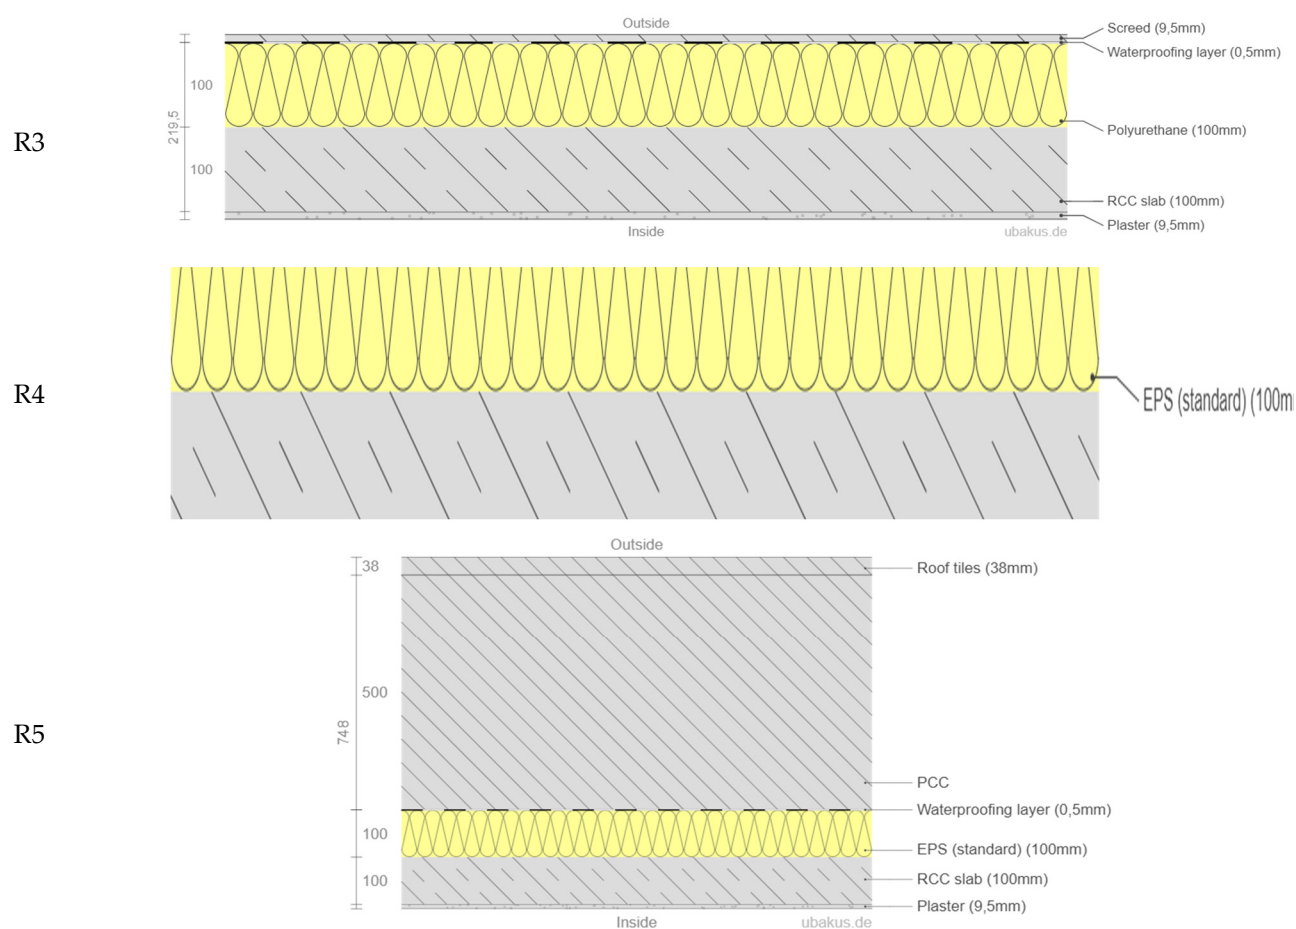 Outside
Screed (9,5mm)
Waterproofing layer (0,5mm)
100
219,5
R3
Polyurethane (100mm)
100
RCC slab (100mm)
Plaster (9,5mm)
Inside
ubakus.de
R4
EPS (standard) (100m
Outside
38
Roof tiles (38mm)
500
748
R5
PCC
Waterproofing layer (0,5mm)
100
EPS (standard) (100mm)
100
RCC slab (100mm)
Plaster (9,5mm)
Inside
ubakus.de